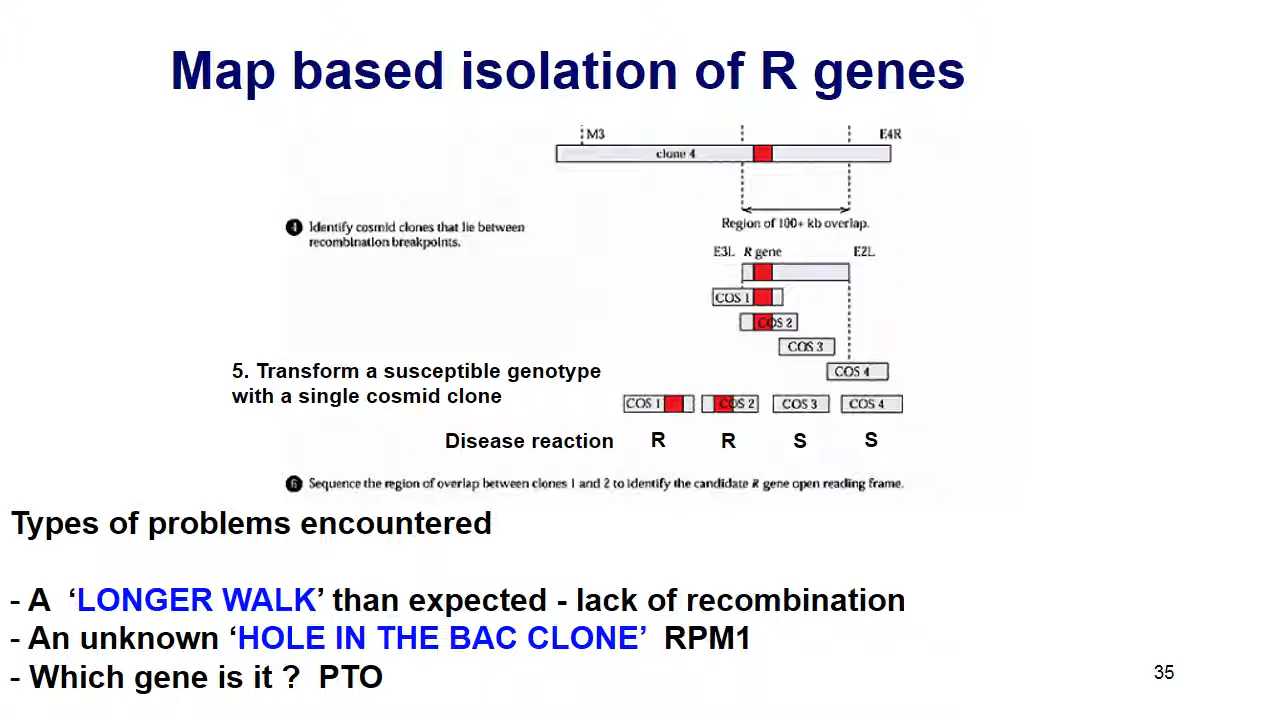 Map based isolation of R genes
M3 E4R
clone 4
Region of 100+ kb overlap.
4 Identify cosmid clones that lie between
recombination breakpoints.
E3L R gene E2L
COS 1
COS 2
COS 3
COS 4
5. Transform a susceptible genotype
with a single cosmid clone
COS 1 COS 2 COS 3 COS 4
Disease reaction R R S S
6 Sequence the region of overlap between clones 1 and 2 to identify the candidate R gene open reading frame.
Types of problems encountered
- A ‘LONGER WALK’ than expected - lack of recombination
- An unknown ‘HOLE IN THE BAC CLONE’ RPM1
- Which gene is it ? PTO
35